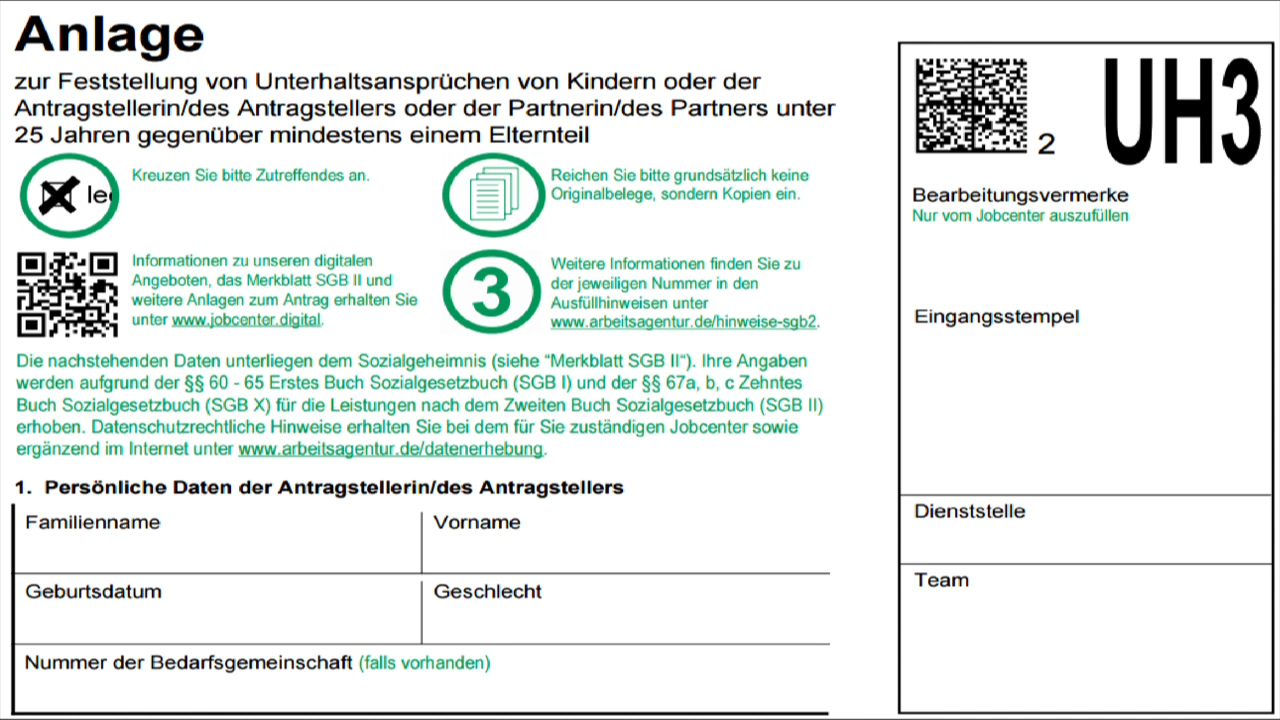 Anlage
zur Feststellung von Unterhaltsansprüchen von Kindern oder der
Antragstellerin/des Antragstellers oder der Partnerin/des Partners unter
25 Jahren gegenüber mindestens einem Elternteil
Kreuzen Sie bitte Zutreffendes an.
Reichen Sie bitte grundsätzlich keine
Originalbelege, sondern Kopien ein.
Informationen zu unseren digitalen
Angeboten, das Merkblatt SGB II und
weitere Anlagen zum Antrag erhalten Sie
unter www.jobcenter.digital.
3
Weitere Informationen finden Sie zu
der jeweiligen Nummer in den
Ausfüllhinweisen unter
www.arbeitsagentur.de/hinweise-sgb2.
Die nachstehenden Daten unterliegen dem Sozialgeheimnis (siehe "Merkblatt SGB II"). Ihre Angaben
werden aufgrund der §§ 60 - 65 Erstes Buch Sozialgesetzbuch (SGB I) und der §§ 67a, b, c Zehntes
Buch Sozialgesetzbuch (SGB X) für die Leistungen nach dem Zweiten Buch Sozialgesetzbuch (SGB II)
erhoben. Datenschutzrechtliche Hinweise erhalten Sie bei dem für Sie zuständigen Jobcenter sowie
ergänzend im Internet unter www.arbeitsagentur.de/datenerhebung.
1. Persönliche Daten der Antragstellerin/des Antragstellers
Familienname
Vorname
Geburtsdatum
Geschlecht
Nummer der Bedarfsgemeinschaft (falls vorhanden)
2
UH3
Bearbeitungsvermerke
Nur vom Jobcenter auszufüllen
Eingangsstempel
Dienststelle
Team